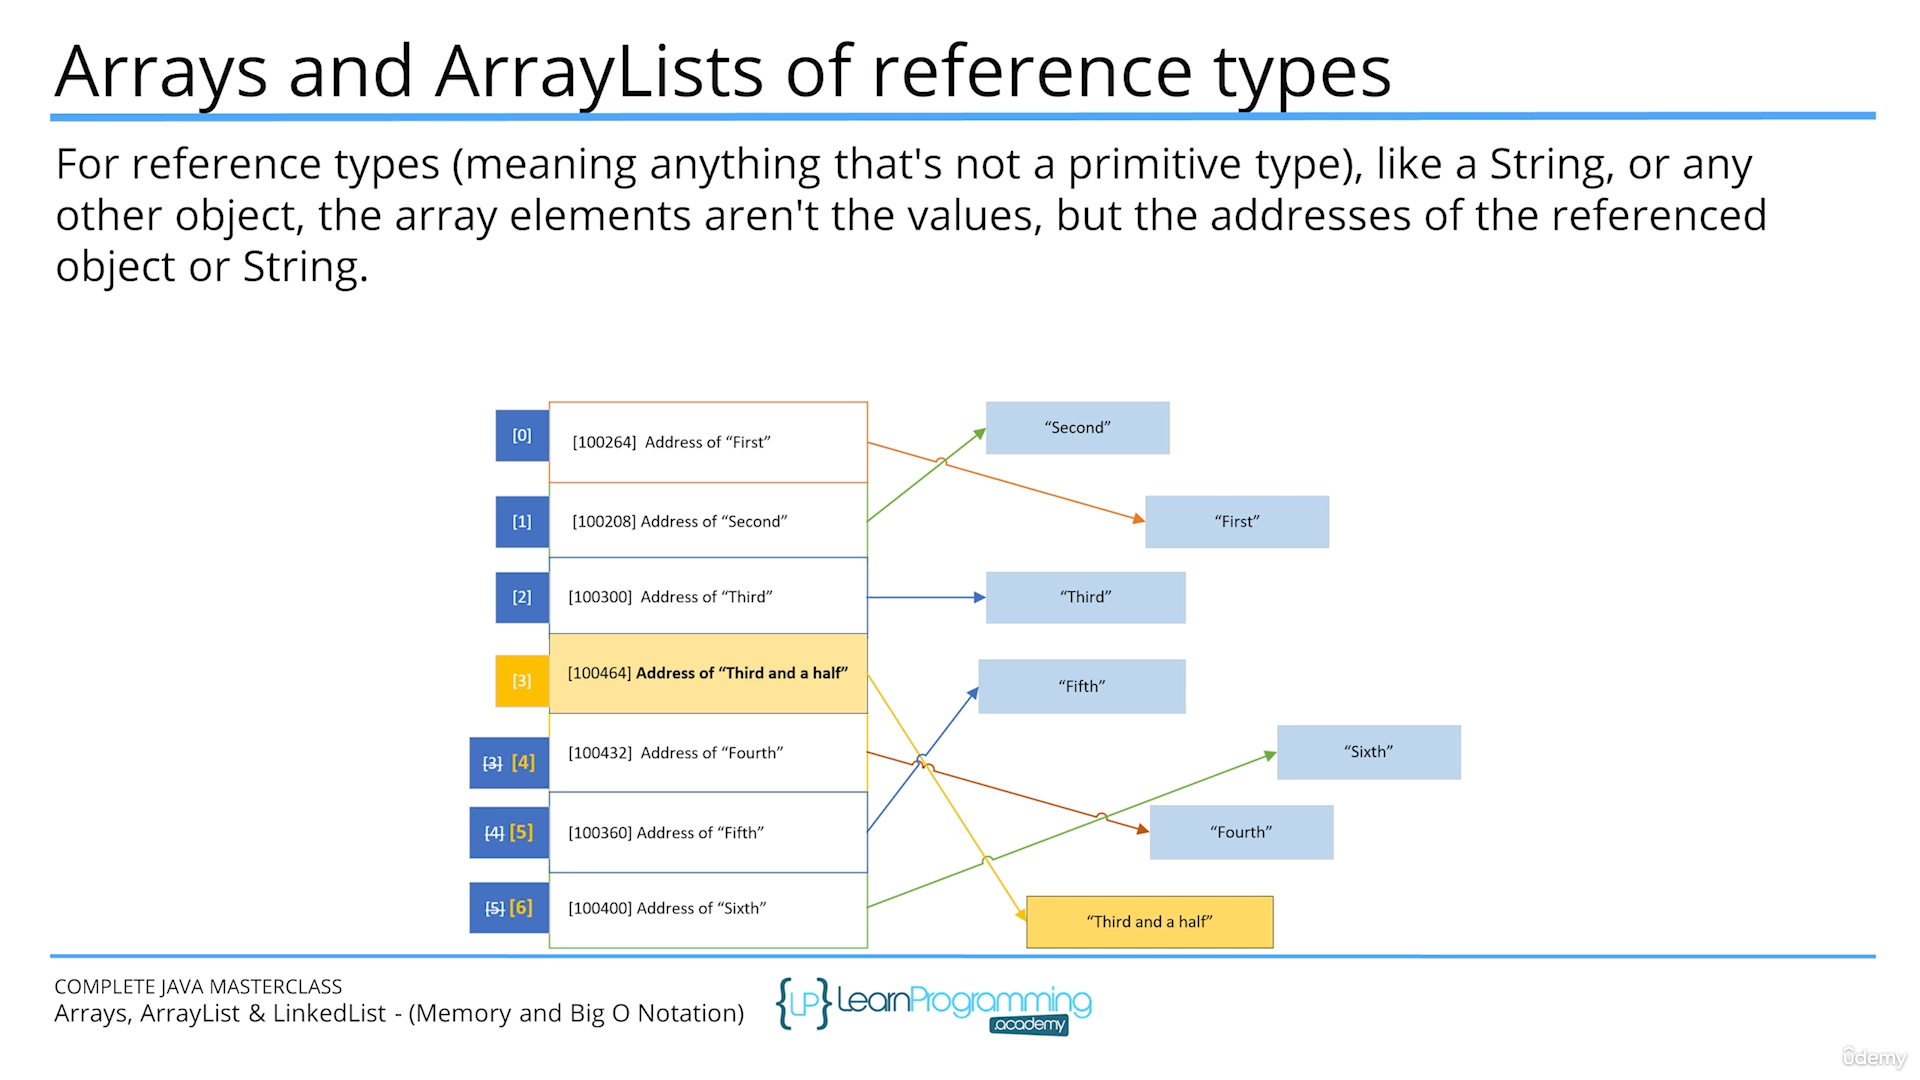 Arrays and ArrayLists of reference types
For reference types (meaning anything that's not a primitive type), like a String, or any
other object, the array elements aren't the values, but the addresses of the referenced
object or String.
[0]
[100264] Address of “First”
“Second”
[1]
[100208] Address of “Second”
“First”
[2]
[100300] Address of “Third”
“Third”
[3]
[100464] Address of “Third and a half”
“Fifth”
[3] [4]
[100432] Address of “Fourth”
“Sixth”
[4] [5]
[100360] Address of “Fifth”
“Fourth”
[5] [6]
[100400] Address of “Sixth”
“Third and a half”
COMPLETE JAVA MASTERCLASS
Arrays, ArrayList & LinkedList - (Memory and Big O Notation)
{LP} LearnProgramming
.academy
ûdemy